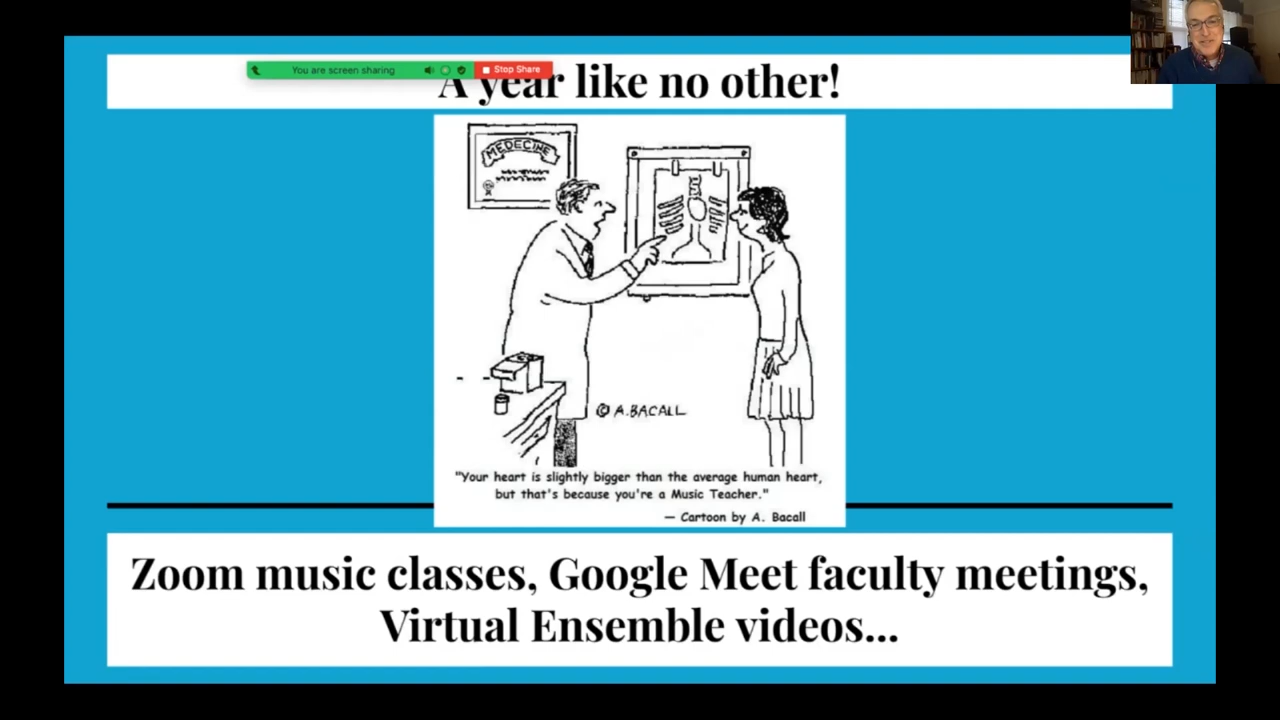 You are screen sharing
Stop Share
A year like no other!
MEDECINE
© A.BACALL
"Your heart is slightly bigger than the average human heart,
but that's because you're a Music Teacher."
— Cartoon by A. Bacall
Zoom music classes, Google Meet faculty meetings,
Virtual Ensemble videos...